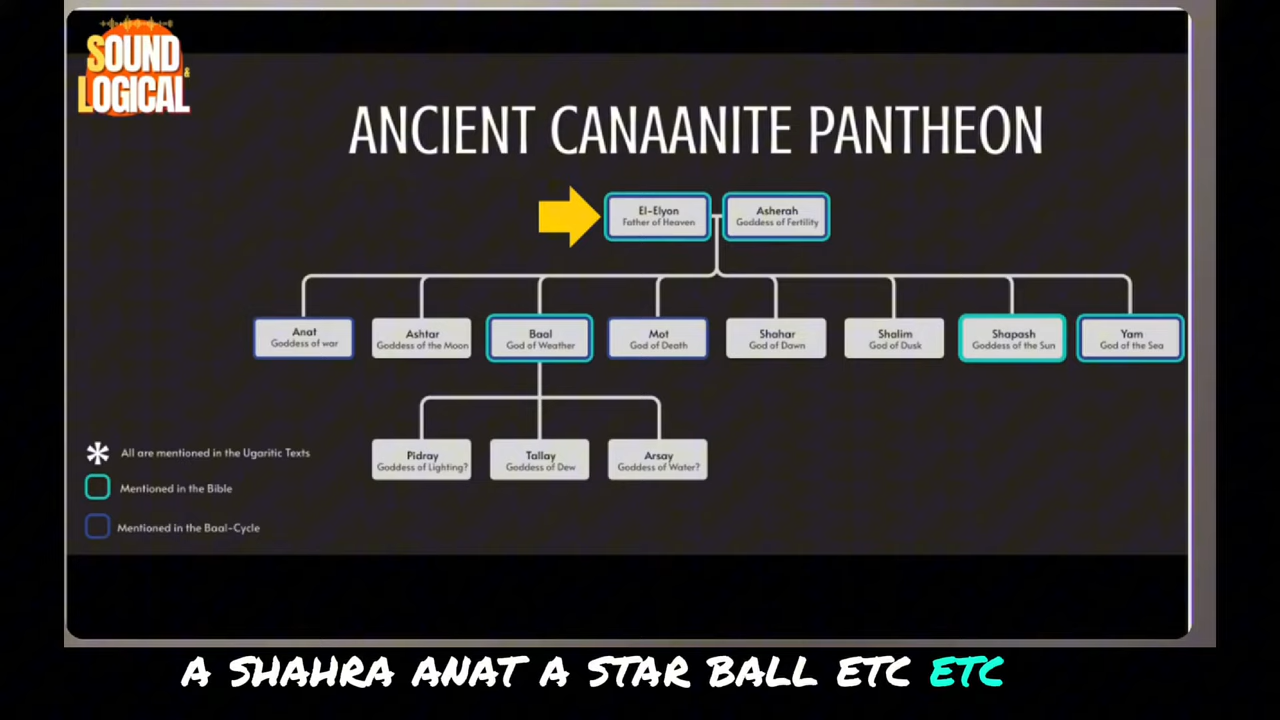 SOUND
&
LOGICAL
ANCIENT CANAANITE PANTHEON
El-Elyon
Father of Heaven
Asherah
Goddess of Fertility
Anat
Goddess of war
Ashtar
Goddess of the Moon
Baal
God of Weather
Mot
God of Death
Shahar
God of Dawn
Shalim
God of Dusk
Shapash
Goddess of the Sun
Yam
God of the Sea
Pidray
Goddess of Lighting?
Tallay
Goddess of Dew
Arsay
Goddess of Water?
All are mentioned in the Ugaritic Texts
Mentioned in the Bible
Mentioned in the Baal-Cycle
A SHAHRA ANAT A STAR BALL ETC ETC